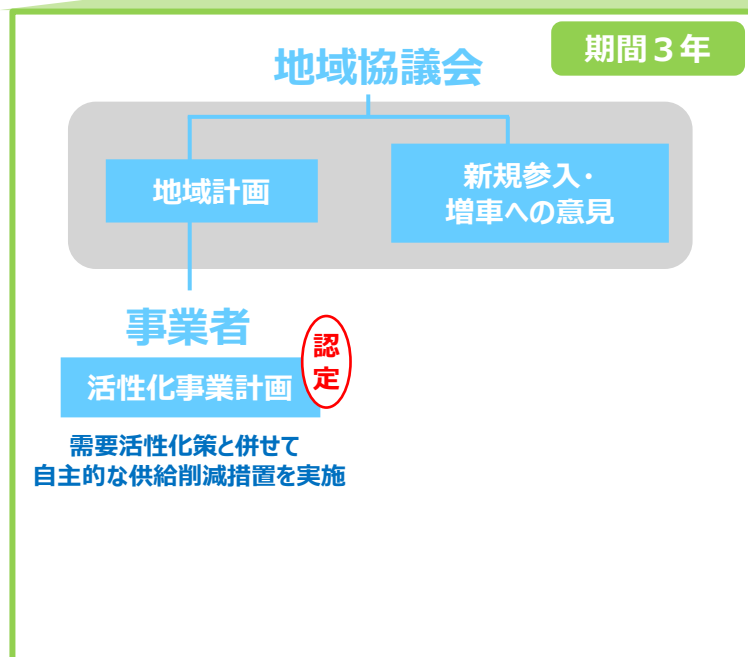 期間３年
地域協議会
地域計画
新規参入・
増車への意見
事業者
認
定
活性化事業計画
需要活性化策と併せて
自主的な供給削減措置を実施